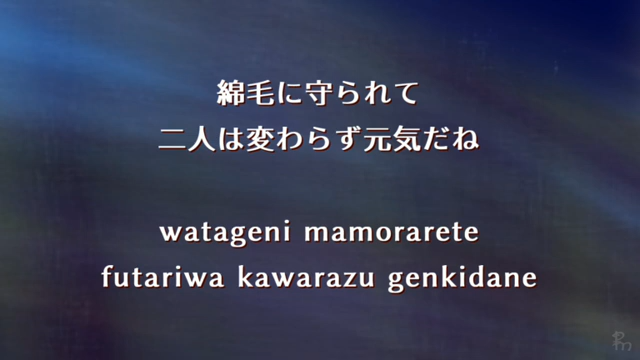 綿毛に守られて
二人は変わらず元気だね
watageni mamorarete
futariwa kawarazu genkidane